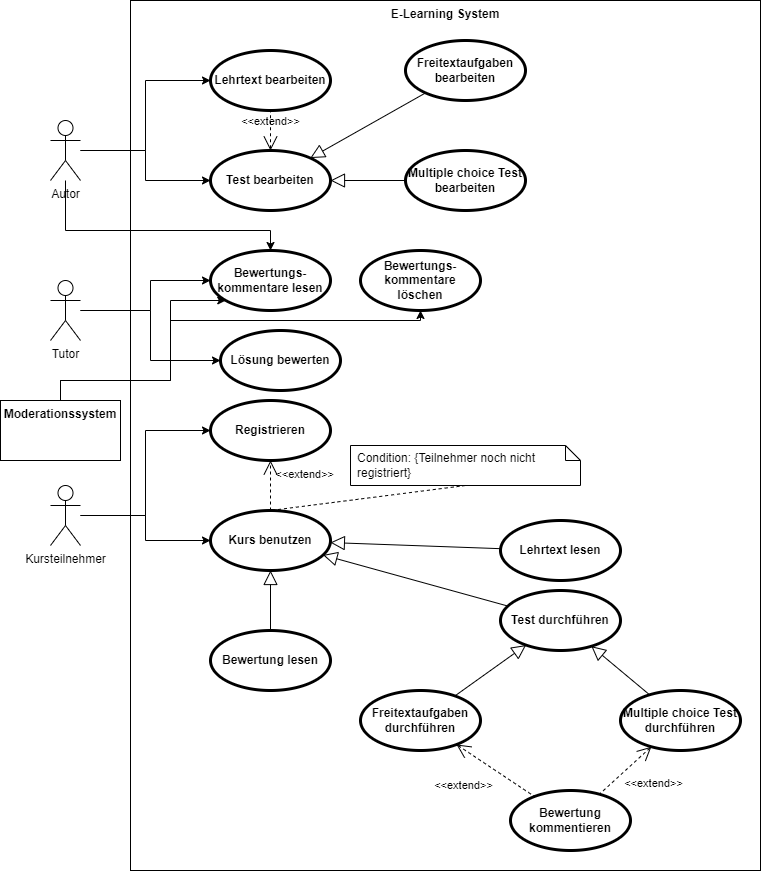 E-Learning System
Lehrtext bearbeiten
Freitextaufgaben
bearbeiten
<<extend>>
Test bearbeiten
Multiple choice Test
bearbeiten
Autor
Bewertungs-
kommentare lesen
Bewertungs-
kommentare
löschen
Tutor
Lösung bewerten
Moderationssystem
Registrieren
Condition: {Teilnehmer noch nicht
registriert}
<<extend>>
Kurs benutzen
Kursteilnehmer
Lehrtext lesen
Test durchführen
Bewertung lesen
Freitextaufgaben
durchführen
Multiple choice Test
durchführen
<<extend>>
<<extend>>
Bewertung
kommentieren